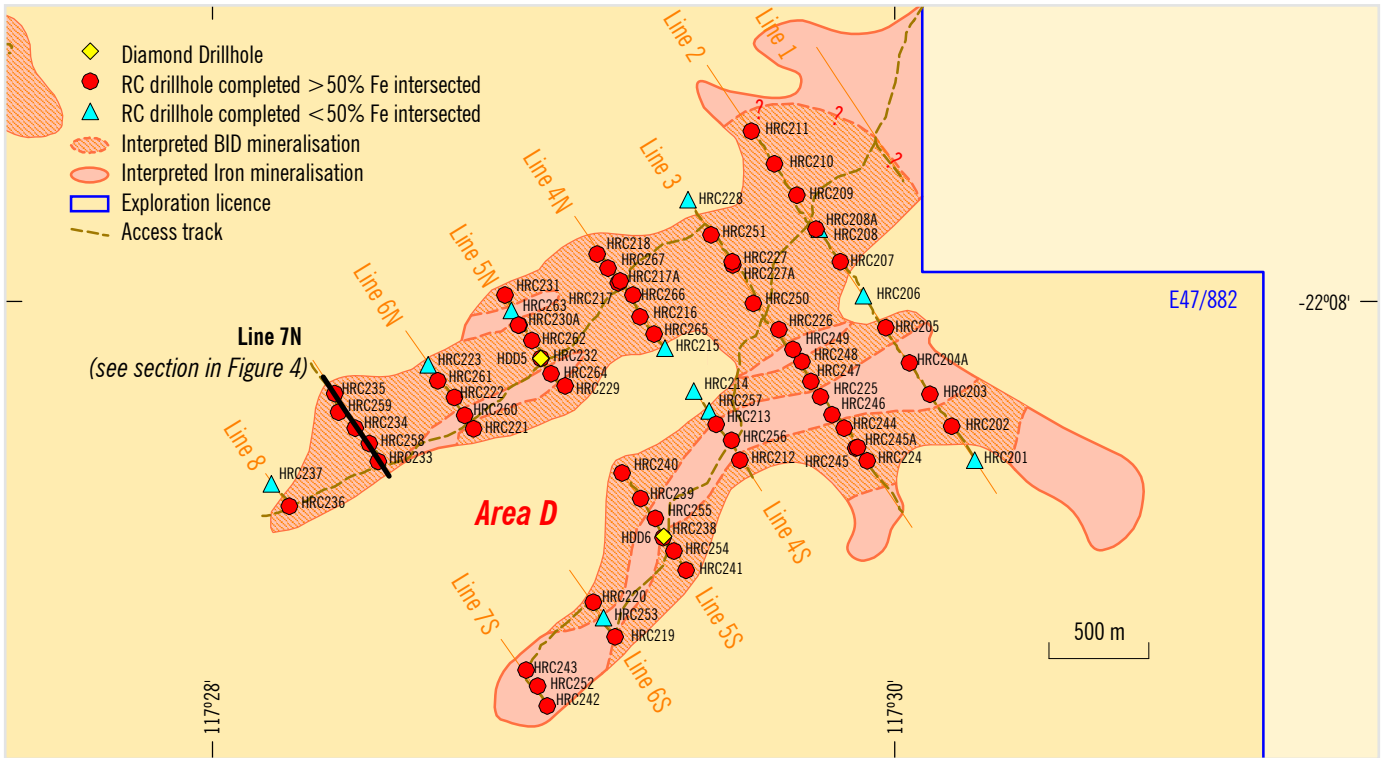 Diamond Drillhole
RC drillhole completed >50% Fe intersected
RC drillhole completed <50% Fe intersected
Interpreted BID mineralisation
Interpreted Iron mineralisation
Exploration licence
Access track
Line 1
Line 2
Line 3
Line 4N
Line 5N
Line 6N
Line 7N
(see section in Figure 4)
Line 8
?
?
?
HRC211
HRC210
HRC209
HRC208A
HRC208
HRC207
HRC206
HRC205
HRC204A
HRC203
HRC202
HRC201
HRC228
HRC251
HRC227
HRC227A
HRC250
HRC226
HRC249
HRC248
HRC247
HRC225
HRC246
HRC244
HRC245A
HRC245
HRC224
HRC218
HRC267
HRC217A
HRC217
HRC266
HRC216
HRC265
HRC215
HRC231
HRC263
HRC230A
HRC262
HDD5
HRC232
HRC264
HRC229
HRC223
HRC261
HRC222
HRC260
HRC221
HRC235
HRC259
HRC234
HRC258
HRC233
HRC237
HRC236
HRC214
HRC257
HRC213
HRC256
HRC212
Line 4S
HRC240
HRC239
HRC255
HRC238
HDD6
HRC254
HRC241
Line 5S
HRC220
HRC253
HRC219
Line 6S
Line 7S
HRC243
HRC252
HRC242
Area D
E47/882
-22º08'
500 m
117º28'
117º30'